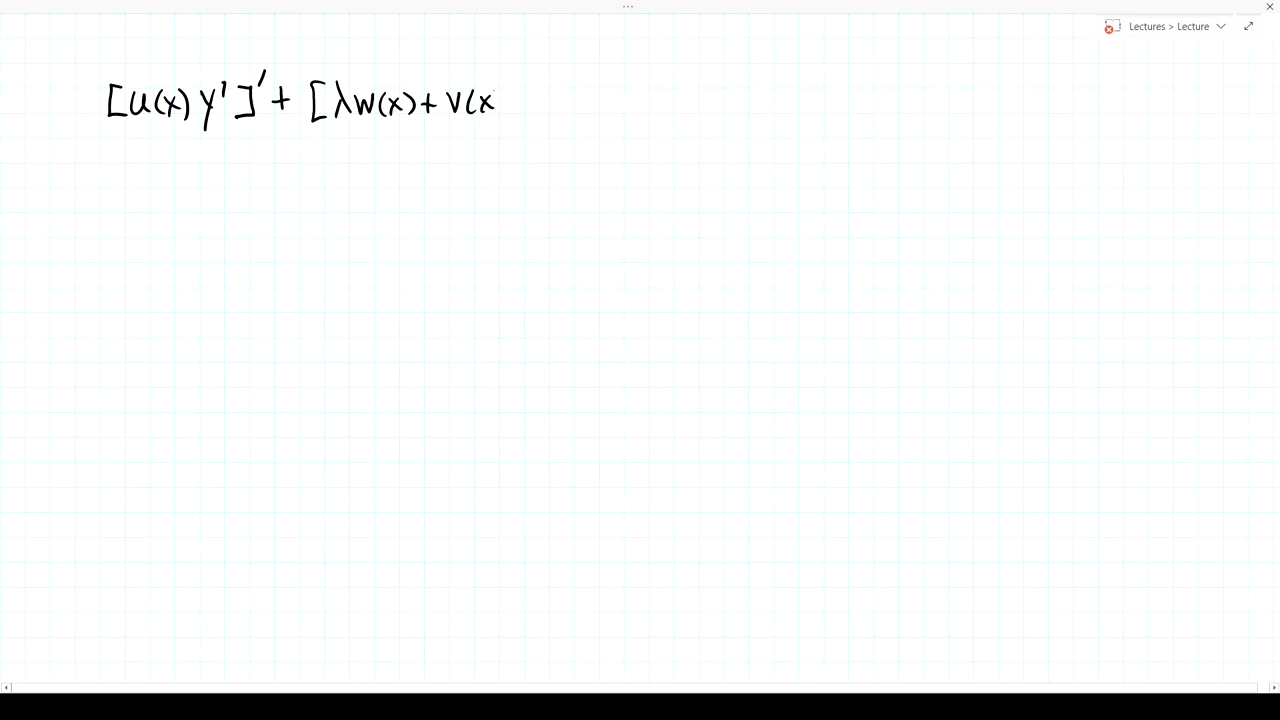 Lectures > Lecture
[u(x) y']' + [λw(x) + v(x